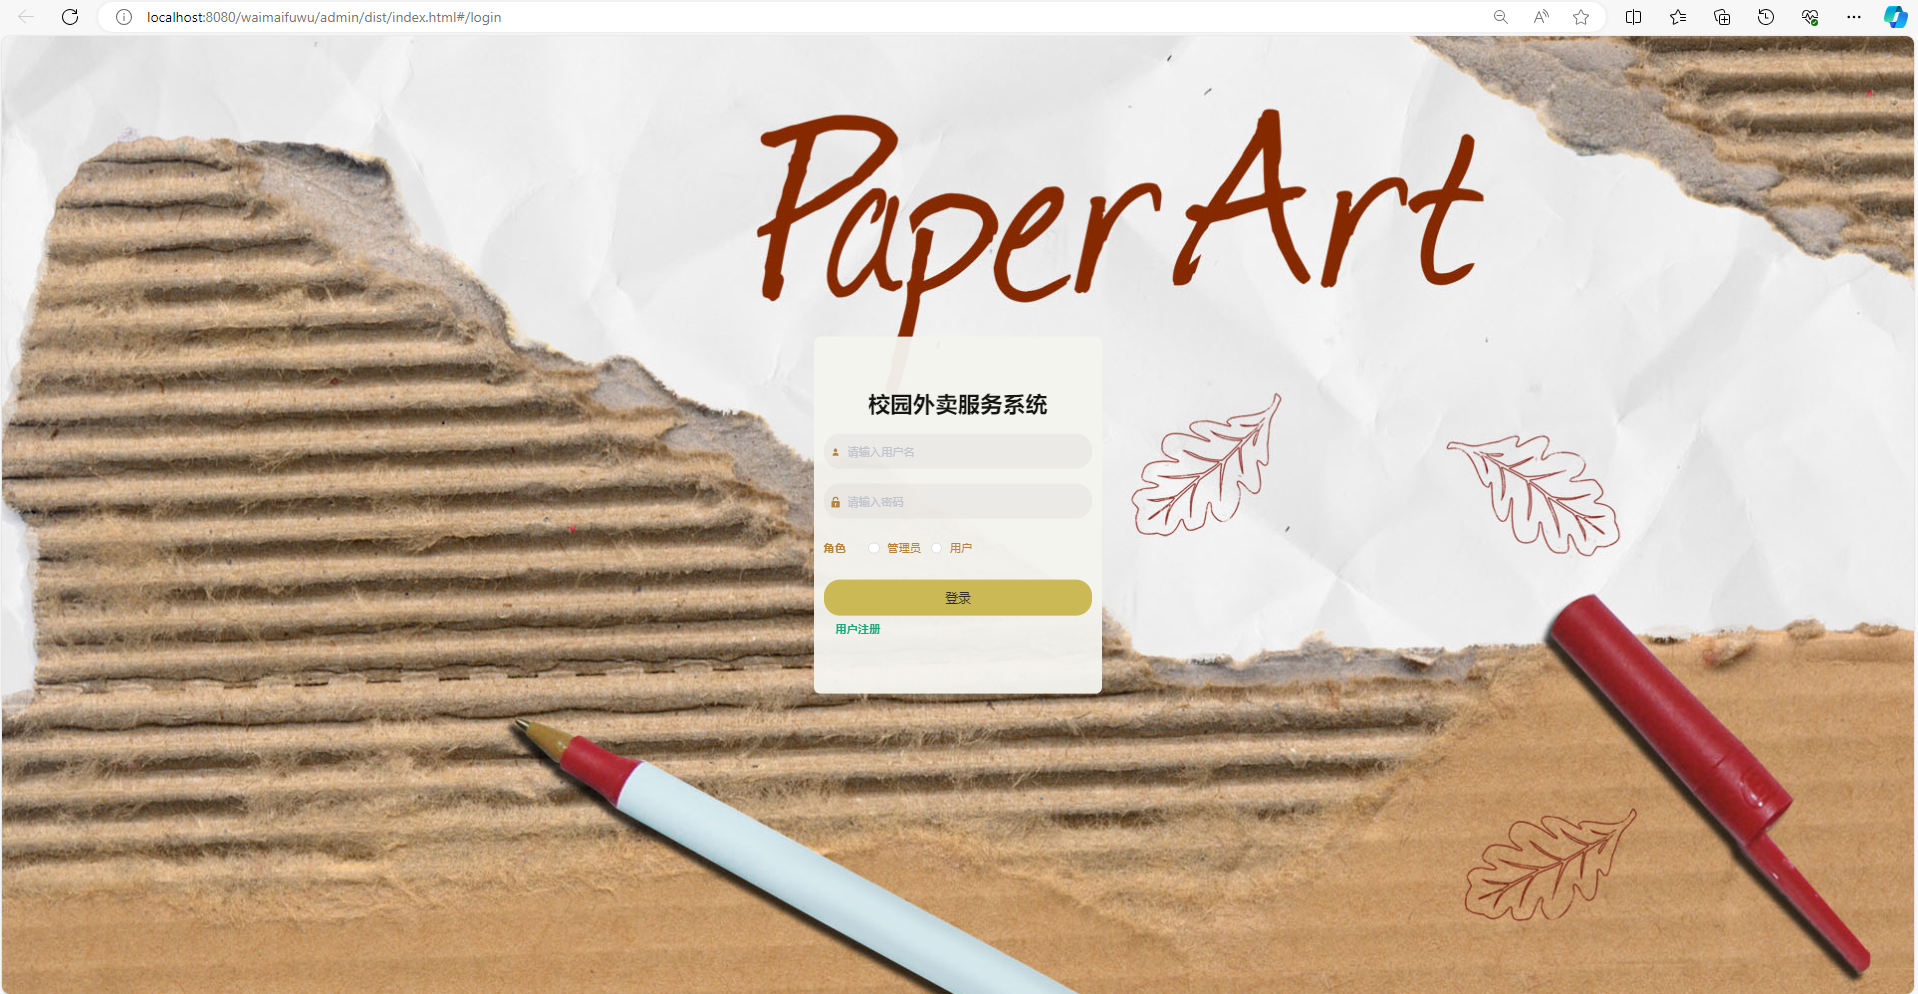 localhost:8080/waimaifuwu/admin/dist/index.html#/login
Paper Art
校园外卖服务系统
请输入用户名
请输入密码
角色 管理员 用户
登录
用户注册